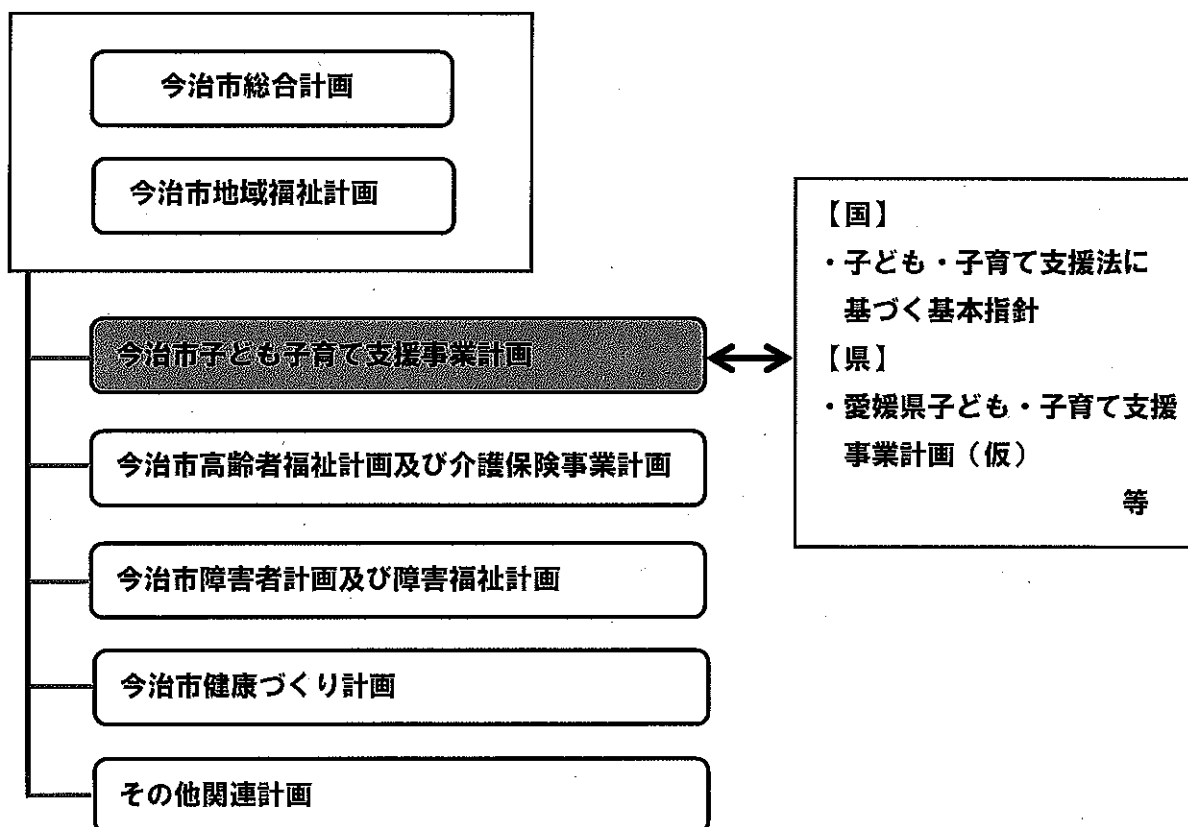 今治市総合計画
今治市地域福祉計画
今治市子ども子育て支援事業計画
今治市高齢者福祉計画及び介護保険事業計画
今治市障害者計画及び障害福祉計画
今治市健康づくり計画
その他関連計画
【国】
・子ども・子育て支援法に
基づく基本指針
【県】
・愛媛県子ども・子育て支援
事業計画(仮)
等